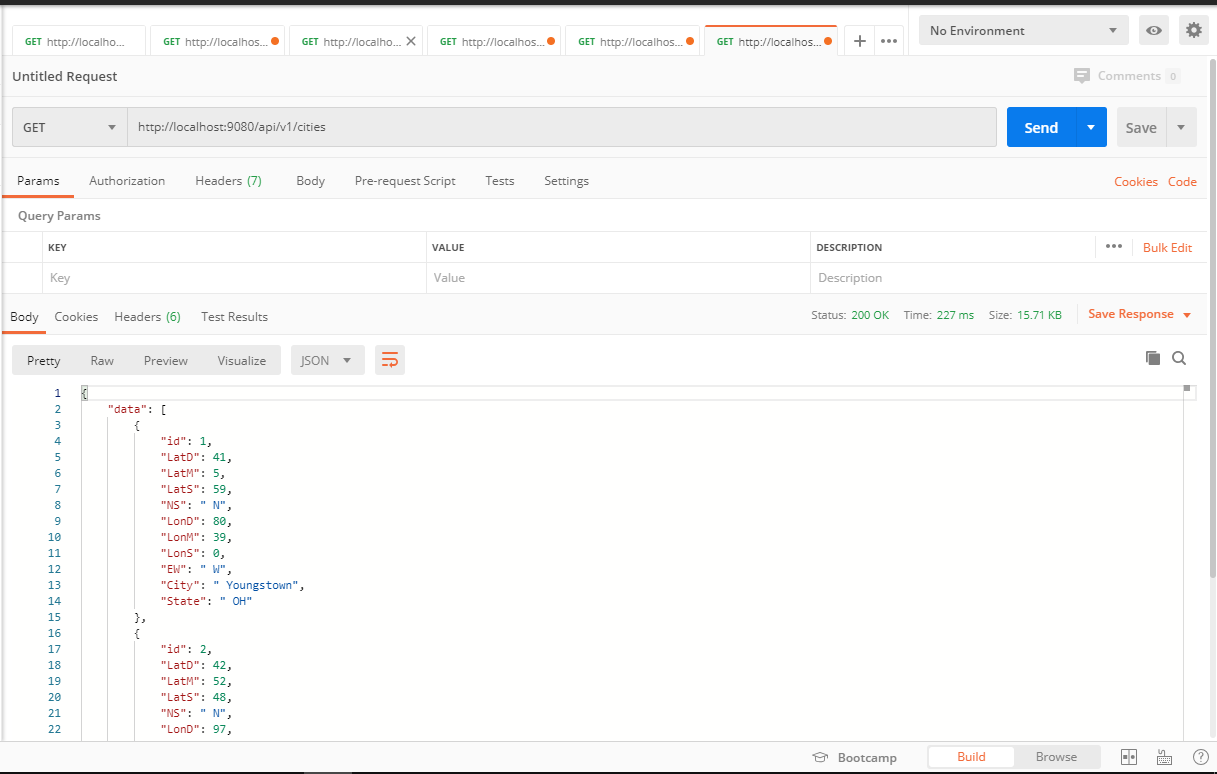 GET http://localho... GET http://localhos... GET http://localho... GET http://localhos... GET http://localhos... GET http://localhos... No Environment
Untitled Request Comments 0
GET http://localhost:9080/api/v1/cities Send Save
Params Authorization Headers (7) Body Pre-request Script Tests Settings Cookies Code
Query Params
KEY VALUE DESCRIPTION Bulk Edit
Key Value Description
Body Cookies Headers (6) Test Results Status: 200 OK Time: 227 ms Size: 15.71 KB Save Response
Pretty Raw Preview Visualize JSON
1 {
2 "data": [
3 {
4 "id": 1,
5 "LatD": 41,
6 "LatM": 5,
7 "LatS": 59,
8 "NS": " N",
9 "LonD": 80,
10 "LonM": 39,
11 "LonS": 0,
12 "EW": " W",
13 "City": " Youngstown",
14 "State": " OH"
15 },
16 {
17 "id": 2,
18 "LatD": 42,
19 "LatM": 52,
20 "LatS": 48,
21 "NS": " N",
22 "LonD": 97,
Bootcamp Build Browse